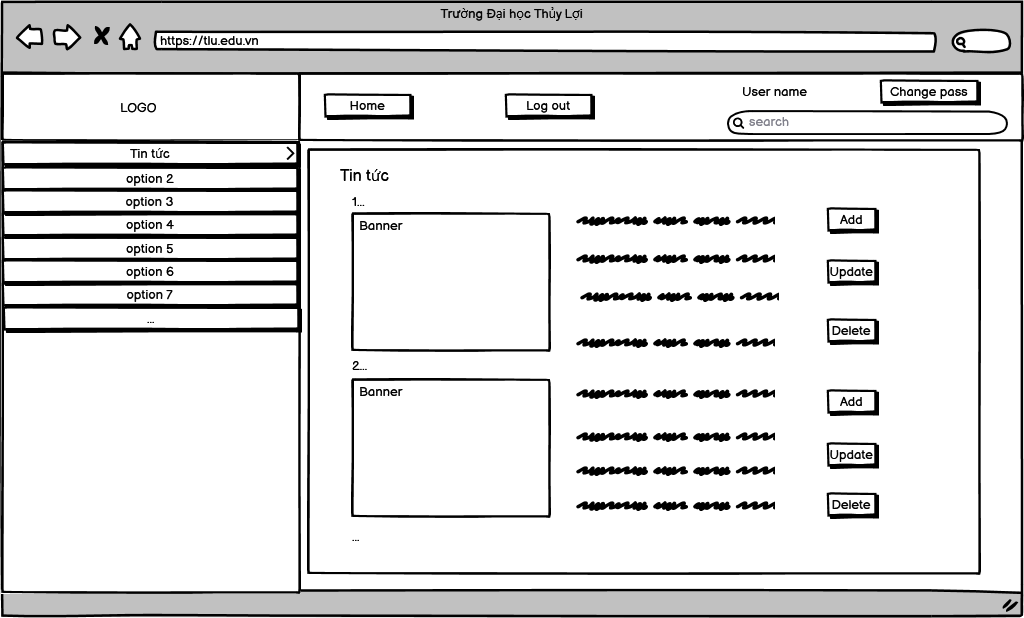 Trường Đại học Thủy Lợi
https://tlu.edu.vn
LOGO
Home
Log out
User name
Change pass
search
Tin tức
option 2
option 3
option 4
option 5
option 6
option 7
...
Tin tức
1...
Banner
Add
Update
Delete
2...
Banner
Add
Update
Delete
...